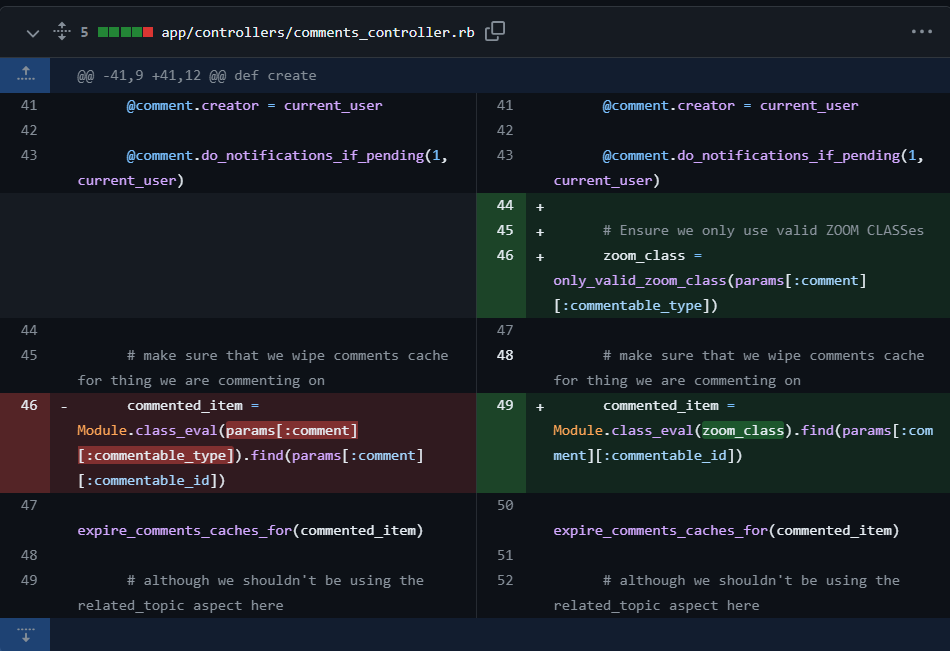 5 app/controllers/comments_controller.rb
@@ -41,9 +41,12 @@ def create
41 @comment.creator = current_user
42
43 @comment.do_notifications_if_pending(1,
current_user)
44
45 # make sure that we wipe comments cache
for thing we are commenting on
46 - commented_item =
Module.class_eval(params[:comment]
[:commentable_type]).find(params[:comment]
[:commentable_id])
47
expire_comments_caches_for(commented_item)
48
49 # although we shouldn't be using the
related_topic aspect here
41 @comment.creator = current_user
42
43 @comment.do_notifications_if_pending(1,
current_user)
44 +
45 + # Ensure we only use valid ZOOM CLASSes
46 + zoom_class =
only_valid_zoom_class(params[:comment]
[:commentable_type])
47
48 # make sure that we wipe comments cache
for thing we are commenting on
49 + commented_item =
Module.class_eval(zoom_class).find(params[:com
ment][:commentable_id])
50
expire_comments_caches_for(commented_item)
51
52 # although we shouldn't be using the
related_topic aspect here